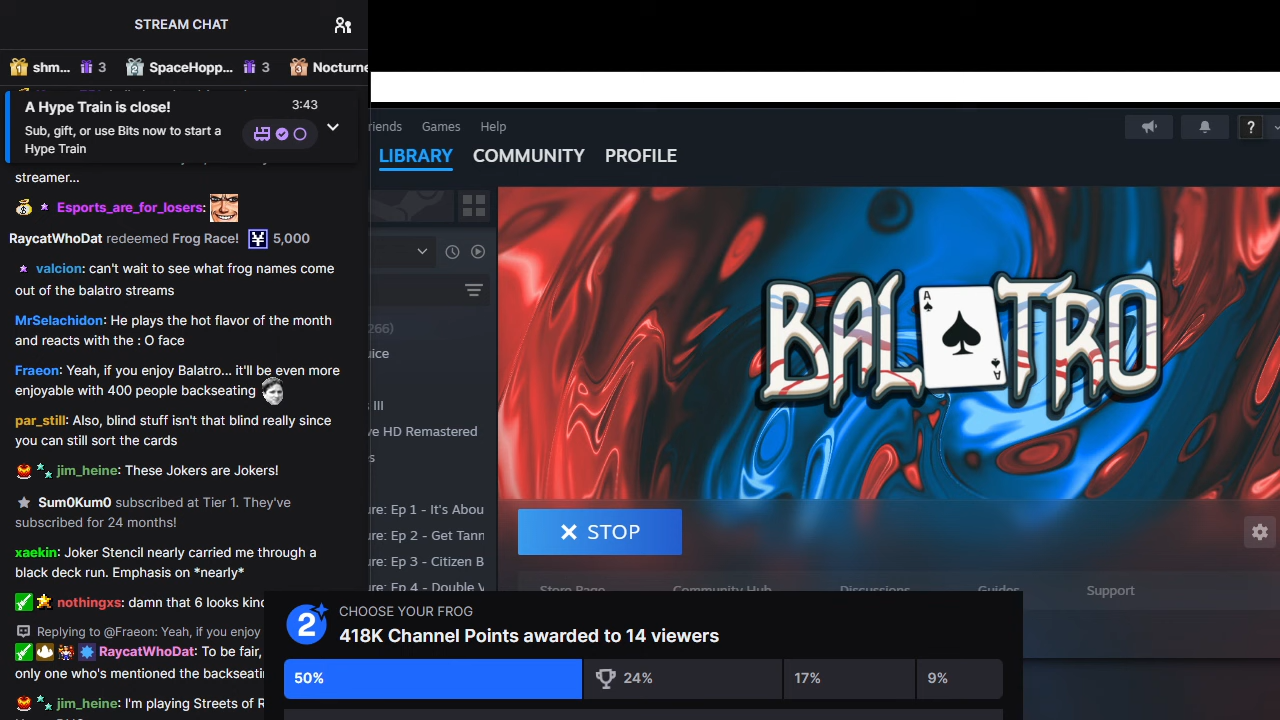 STREAM CHAT
shm... 3 SpaceHopp... 3 Nocturne
A Hype Train is close! 3:43
Sub, gift, or use Bits now to start a
Hype Train
streamer...
Esports_are_for_losers:
RaycatWhoDat redeemed Frog Race! 5,000
valcion: can't wait to see what frog names come
out of the balatro streams
MrSelachidon: He plays the hot flavor of the month
and reacts with the : O face
Fraeon: Yeah, if you enjoy Balatro... it'll be even more
enjoyable with 400 people backseating
par_still: Also, blind stuff isn't that blind really since
you can still sort the cards
jim_heine: These Jokers are Jokers!
Sum0Kum0 subscribed at Tier 1. They've
subscribed for 24 months!
xaekin: Joker Stencil nearly carried me through a
black deck run. Emphasis on *nearly*
nothingxs: damn that 6 looks kind
Replying to @Fraeon: Yeah, if you enjoy
RaycatWhoDat: To be fair,
only one who's mentioned the backseati
jim_heine: I'm playing Streets of R
riends Games Help
?
LIBRARY COMMUNITY PROFILE
(266)
uice
s III
ve HD Remastered
es
ure: Ep 1 - It's Abou
ure: Ep 2 - Get Tann
ure: Ep 3 - Citizen B
ure: Ep 4 - Double V
BAL A TRO
A
STOP
Store Page Community Hub Discussions Guides Support
2 CHOOSE YOUR FROG
418K Channel Points awarded to 14 viewers
50% 24% 17% 9%